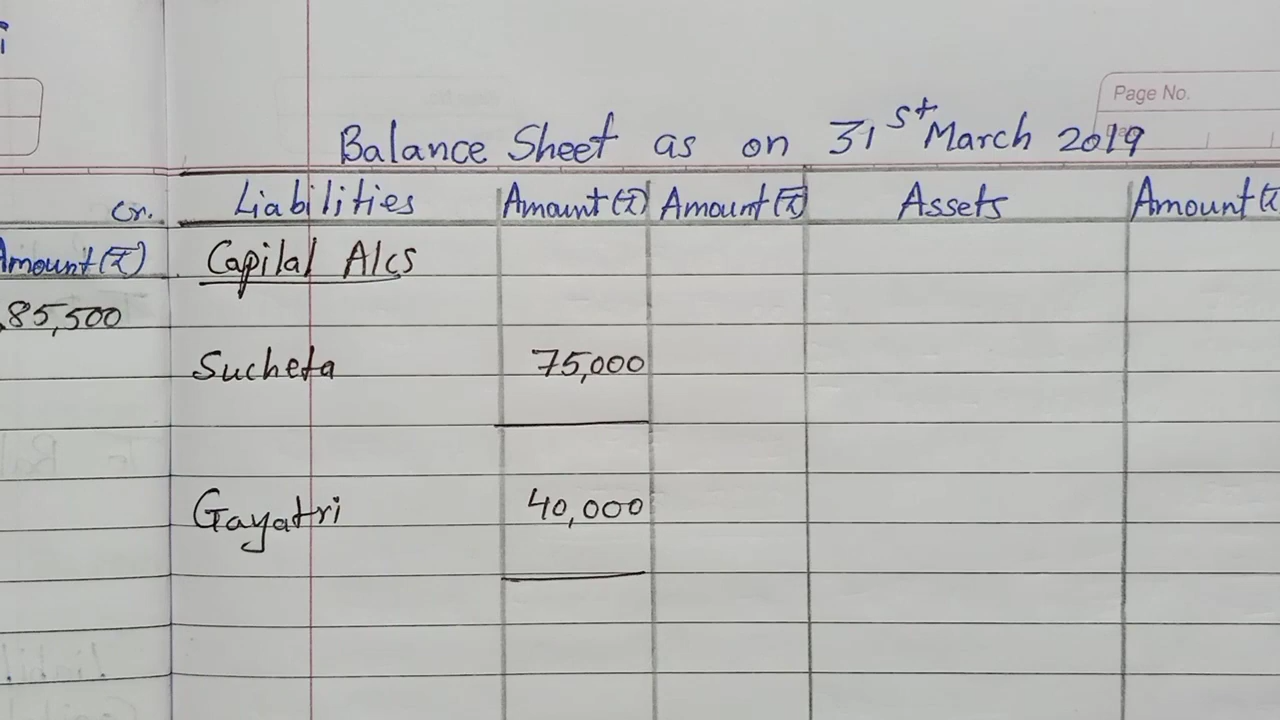 Page No.
Balance Sheet as on 31st March 2019
Cr.
Liabilities Amount (₹) Amount (₹) Assets Amount (₹
Amount (₹)
Capilal A/cs
85,500
Sucheta 75,000
Gayatri 40,000